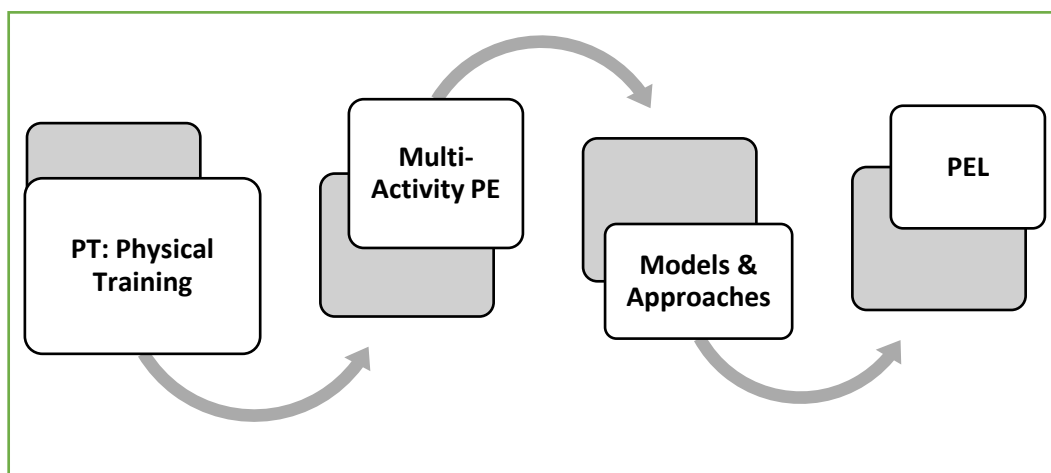 PT: Physical
Training
Multi-
Activity PE
Models &
Approaches
PEL